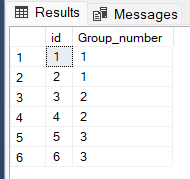 Results Messages
id Group_number
1 1 1
2 2 1
3 3 2
4 4 2
5 5 3
6 6 3